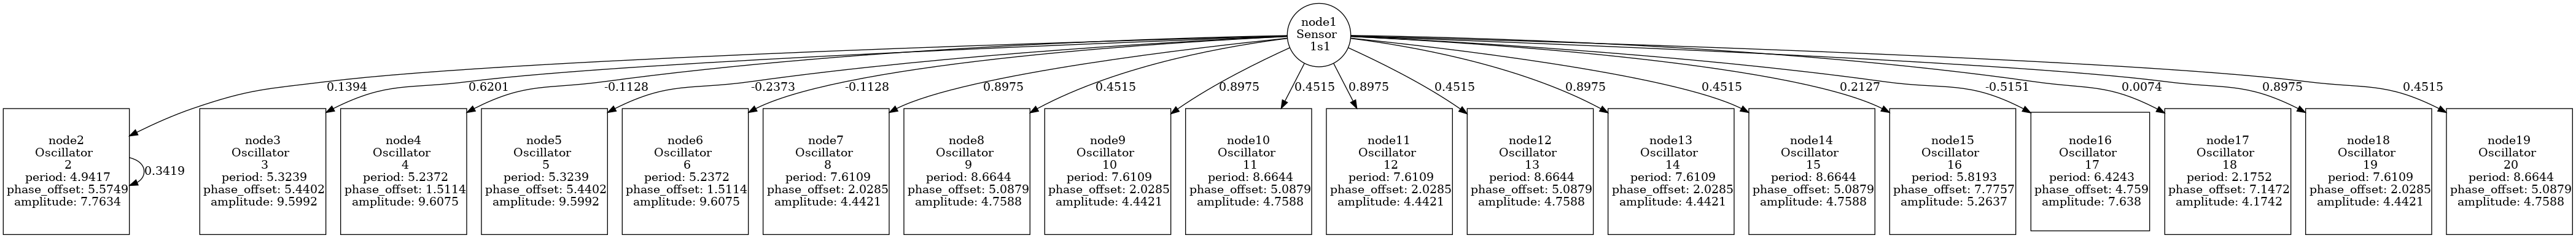 node1
Sensor
1s1
0.1394
0.6201
-0.1128
-0.2373
-0.1128
0.8975
0.4515
0.8975
0.4515
0.8975
0.4515
0.8975
0.4515
0.2127
-0.5151
0.0074
0.8975
0.4515
node2
Oscillator
2
period: 4.9417
phase_offset: 5.5749
amplitude: 7.7634
0.3419
node3
Oscillator
3
period: 5.3239
phase_offset: 5.4402
amplitude: 9.5992
node4
Oscillator
4
period: 5.2372
phase_offset: 1.5114
amplitude: 9.6075
node5
Oscillator
5
period: 5.3239
phase_offset: 5.4402
amplitude: 9.5992
node6
Oscillator
6
period: 5.2372
phase_offset: 1.5114
amplitude: 9.6075
node7
Oscillator
8
period: 7.6109
phase_offset: 2.0285
amplitude: 4.4421
node8
Oscillator
9
period: 8.6644
phase_offset: 5.0879
amplitude: 4.7588
node9
Oscillator
10
period: 7.6109
phase_offset: 2.0285
amplitude: 4.4421
node10
Oscillator
11
period: 8.6644
phase_offset: 5.0879
amplitude: 4.7588
node11
Oscillator
12
period: 7.6109
phase_offset: 2.0285
amplitude: 4.4421
node12
Oscillator
13
period: 8.6644
phase_offset: 5.0879
amplitude: 4.7588
node13
Oscillator
14
period: 7.6109
phase_offset: 2.0285
amplitude: 4.4421
node14
Oscillator
15
period: 8.6644
phase_offset: 5.0879
amplitude: 4.7588
node15
Oscillator
16
period: 5.8193
phase_offset: 7.7757
amplitude: 5.2637
node16
Oscillator
17
period: 6.4243
phase_offset: 4.759
amplitude: 7.638
node17
Oscillator
18
period: 2.1752
phase_offset: 7.1472
amplitude: 4.1742
node18
Oscillator
19
period: 7.6109
phase_offset: 2.0285
amplitude: 4.4421
node19
Oscillator
20
period: 8.6644
phase_offset: 5.0879
amplitude: 4.7588